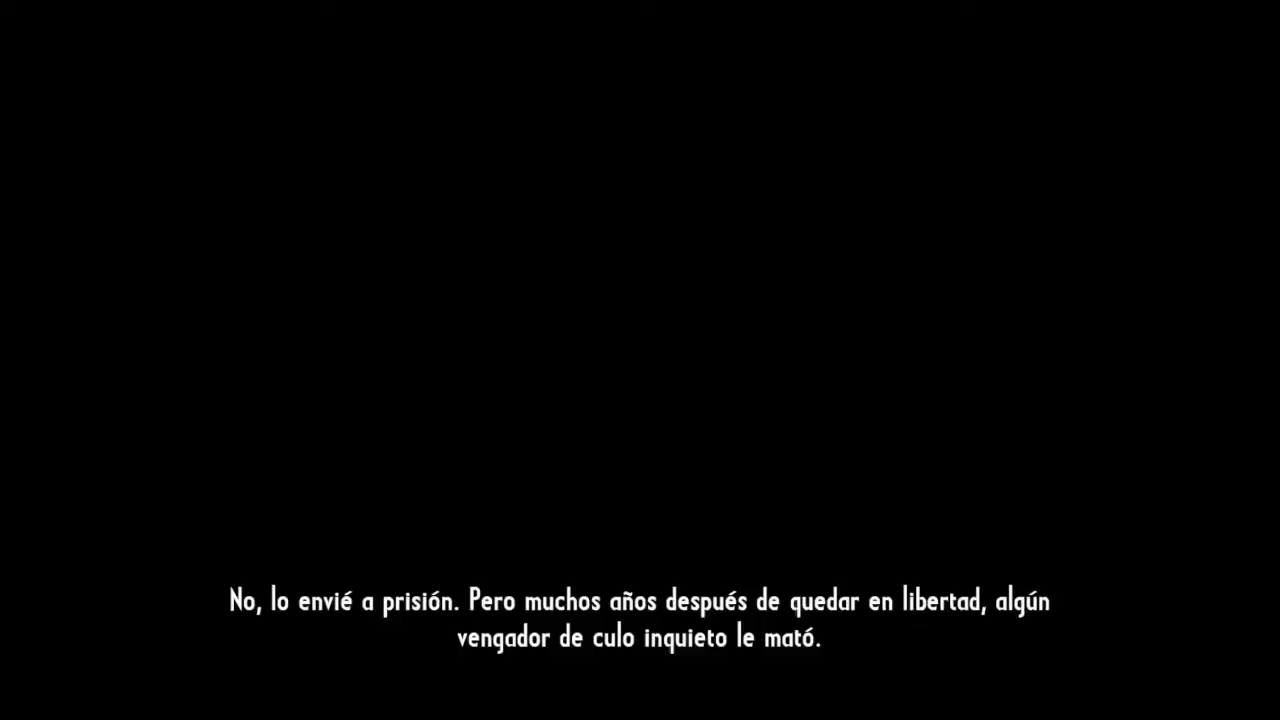 No, lo envié a prisión. Pero muchos años después de quedar en libertad, algún
vengador de culo inquieto le mató.